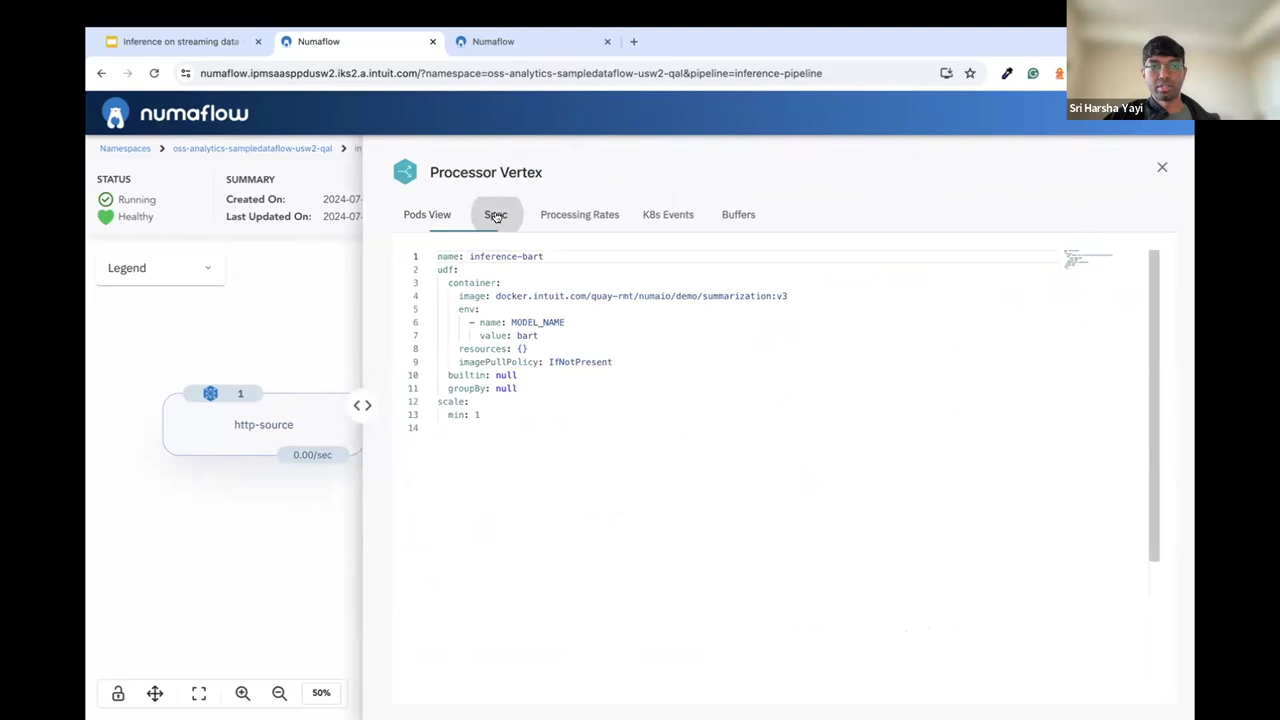 Inference on streaming data
Numaflow
Numaflow
numaflow.ipmsaasppdusw2.iks2.a.intuit.com/?namespace=oss-analytics-sampledataflow-usw2-qal&pipeline=inference-pipeline
Sri Harsha Yayi
numaflow
Namespaces
oss-analytics-sampledataflow-usw2-qal
STATUS
SUMMARY
Running
Created On: 2024-07-
Healthy
Last Updated On: 2024-07-
Legend
1
http-source
0.00/sec
50%
Processor Vertex
Pods View Spec Processing Rates K8s Events Buffers
1 name: inference-bart
2 udf:
3 container:
4 image: docker.intuit.com/quay-rmt/numaio/demo/summarization:v3
5 env:
6 - name: MODEL_NAME
7 value: bart
8 resources: {}
9 imagePullPolicy: IfNotPresent
10 builtin: null
11 groupBy: null
12 scale:
13 min: 1
14